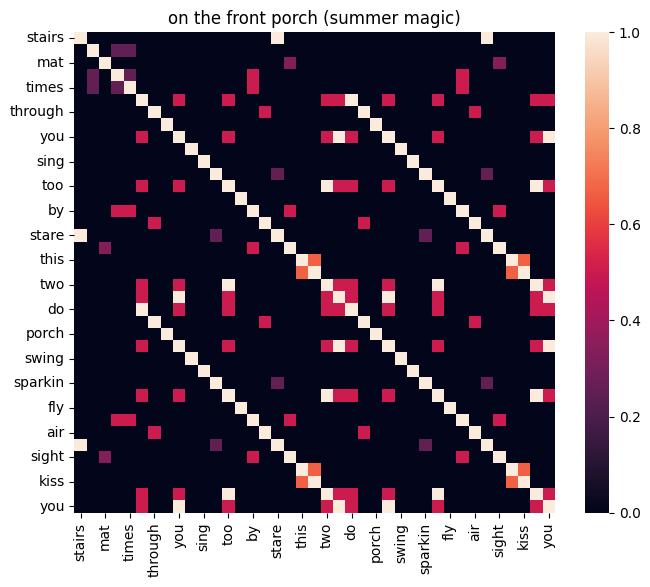 on the front porch (summer magic)
stairs
mat
times
through
you
sing
too
by
stare
this
two
do
porch
swing
sparkin
fly
air
sight
kiss
you
1.0
0.8
0.6
0.4
0.2
0.0
stairs
mat
times
through
you
sing
too
by
stare
this
two
do
porch
swing
sparkin
fly
air
sight
kiss
you